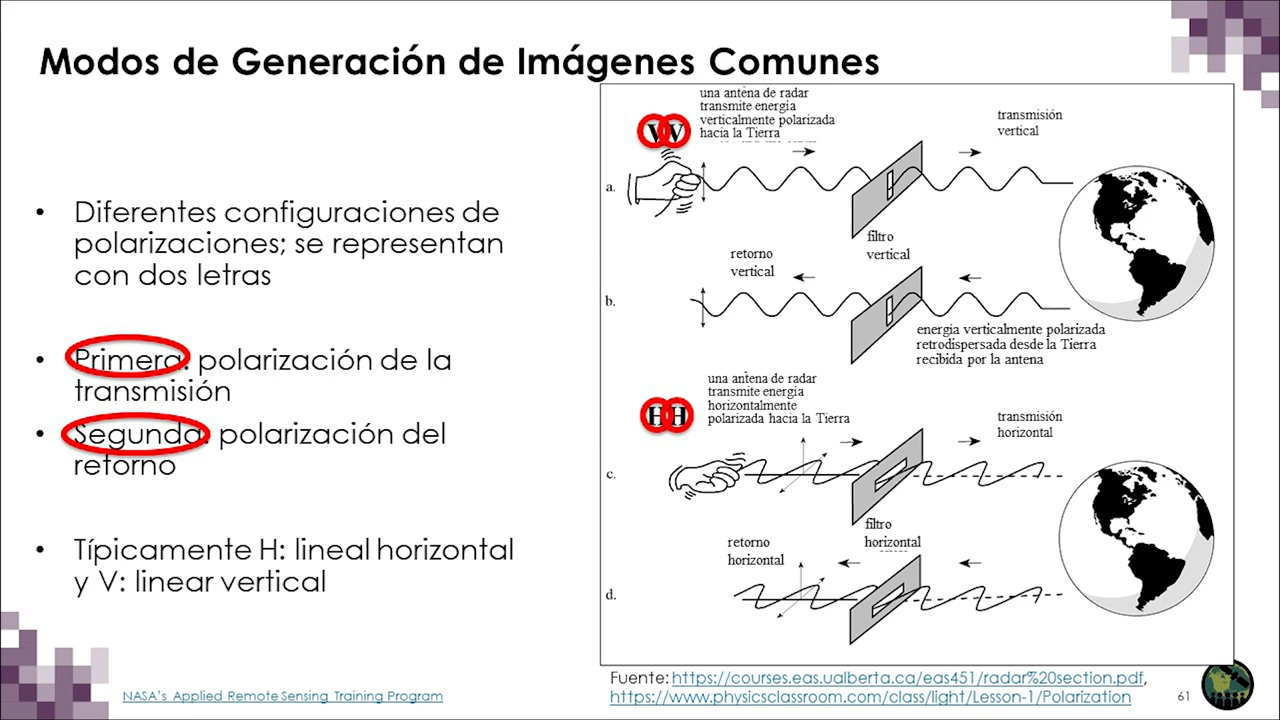 Modos de Generación de Imágenes Comunes
• Diferentes configuraciones de
polarizaciones; se representan
con dos letras
• Primera: polarización de la
transmisión
• Segunda: polarización del
retorno
• Típicamente H: lineal horizontal
y V: linear vertical
una antena de radar
transmite energia
verticalmente polarizada
hacia la Tierra
VV
transmisión
vertical
a.
filtro
vertical
retorno
vertical
b.
energia verticalmente polarizada
retrodispersada desde la Tierra
recibida por la antena
una antena de radar
transmite energia
horizontalmente
polarizada hacia la Tierra
HH
transmisión
horizontal
c.
filtro
horizontal
retorno
horizontal
d.
Fuente: https://courses.eas.ualberta.ca/eas451/radar%20section.pdf,
https://www.physicsclassroom.com/class/light/Lesson-1/Polarization
NASA's Applied Remote Sensing Training Program
61